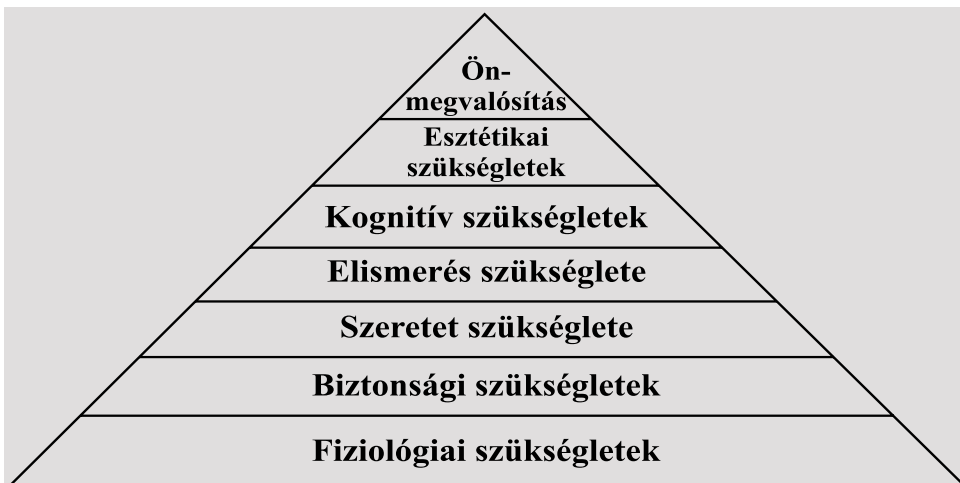 Ön-
megvalósítás
Esztétikai
szükségletek
Kognitív szükségletek
Elismerés szükséglete
Szeretet szükséglete
Biztonsági szükségletek
Fiziológiai szükségletek